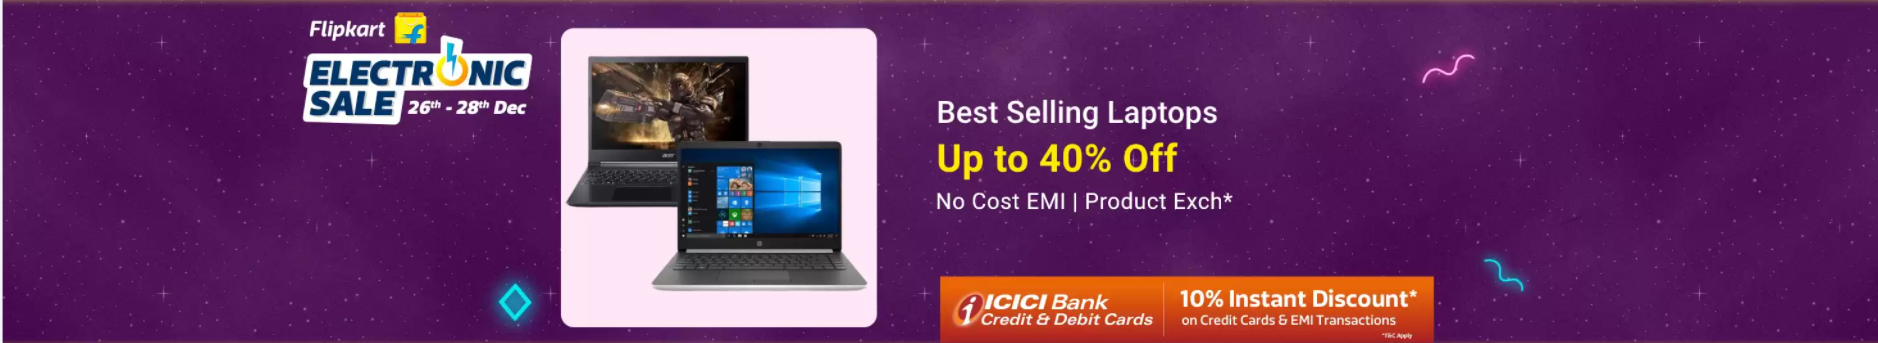 Flipkart
ELECTRONIC
SALE 26th - 28th Dec
acer
Best Selling Laptops
Up to 40% Off
No Cost EMI | Product Exch*
ICICI Bank
Credit & Debit Cards
10% Instant Discount*
on Credit Cards & EMI Transactions
*T&C Apply